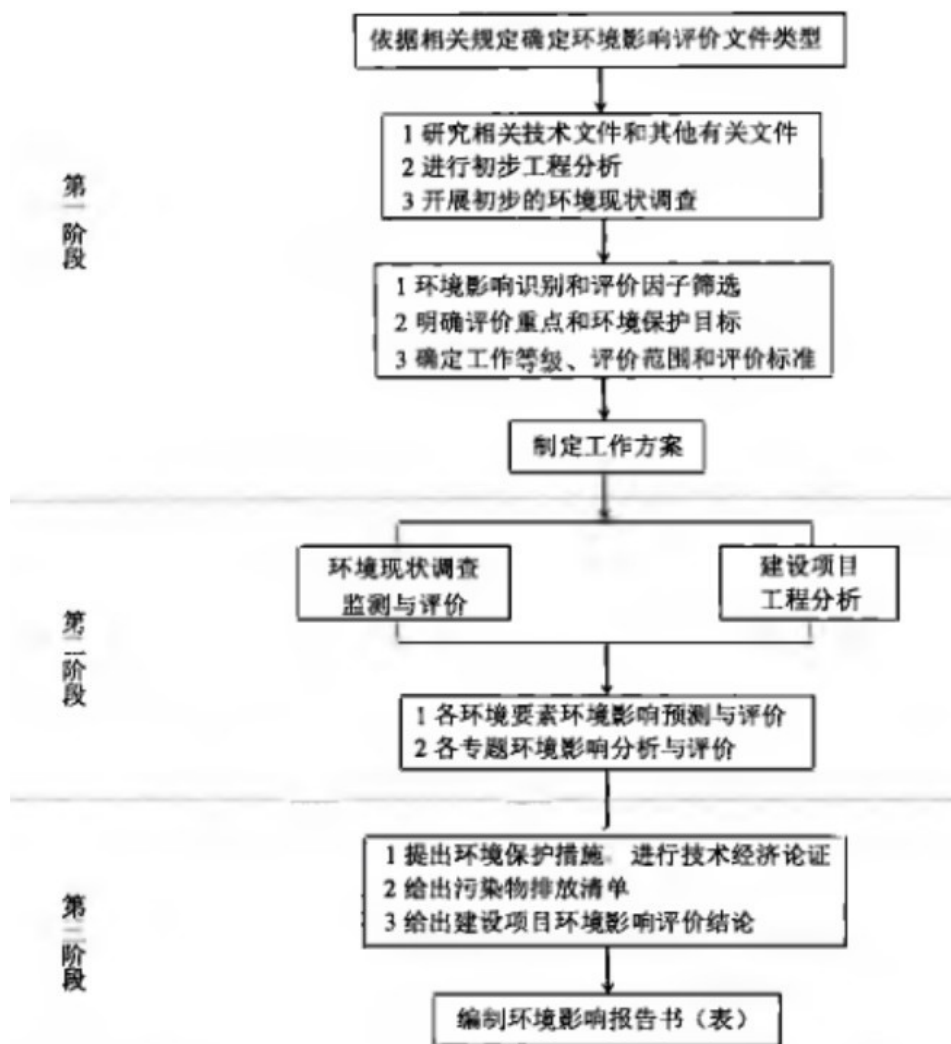 依据相关规定确定环境影响评价文件类型
1 研究相关技术文件和其他有关文件
2 进行初步工程分析
3 开展初步的环境现状调查
第一阶段
1 环境影响识别和评价因子筛选
2 明确评价重点和环境保护目标
3 确定工作等级、评价范围和评价标准
制定工作方案
环境现状调查
监测与评价
建设项目
工程分析
第二阶段
1 各环境要素环境影响预测与评价
2 各专题环境影响分析与评价
1 提出环境保护措施，进行技术经济论证
2 给出污染物排放清单
3 给出建设项目环境影响评价结论
第三阶段
编制环境影响报告书（表）